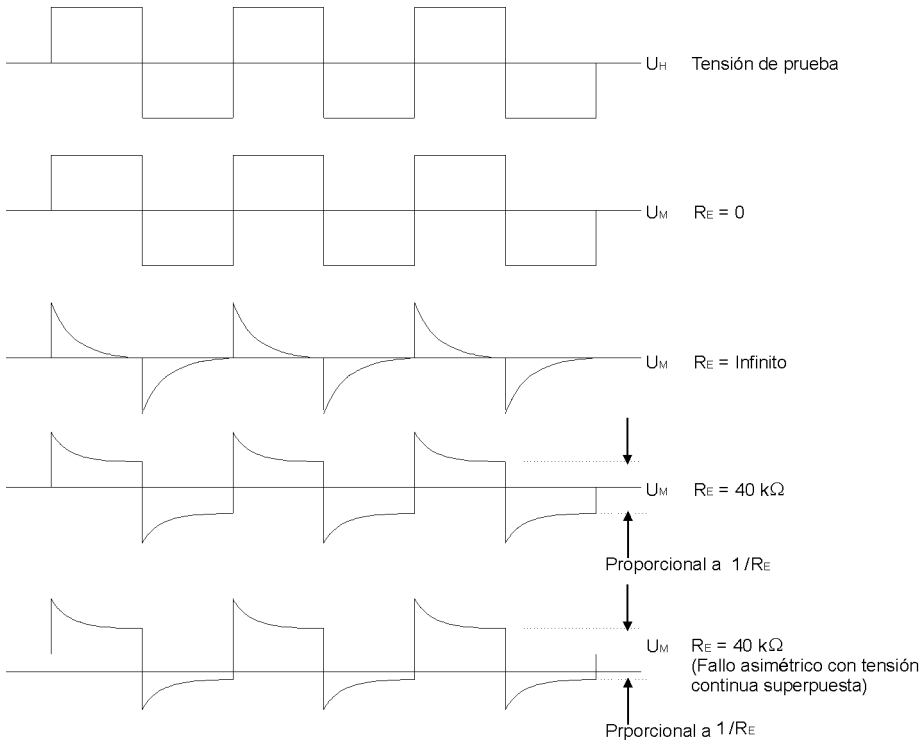 UH Tensión de prueba
UM RE = 0
UM RE = Infinito
UM RE = 40 kΩ
Proporcional a 1/RE
UM RE = 40 kΩ
(Fallo asimétrico con tensión
continua superpuesta)
Prporcional a 1/RE